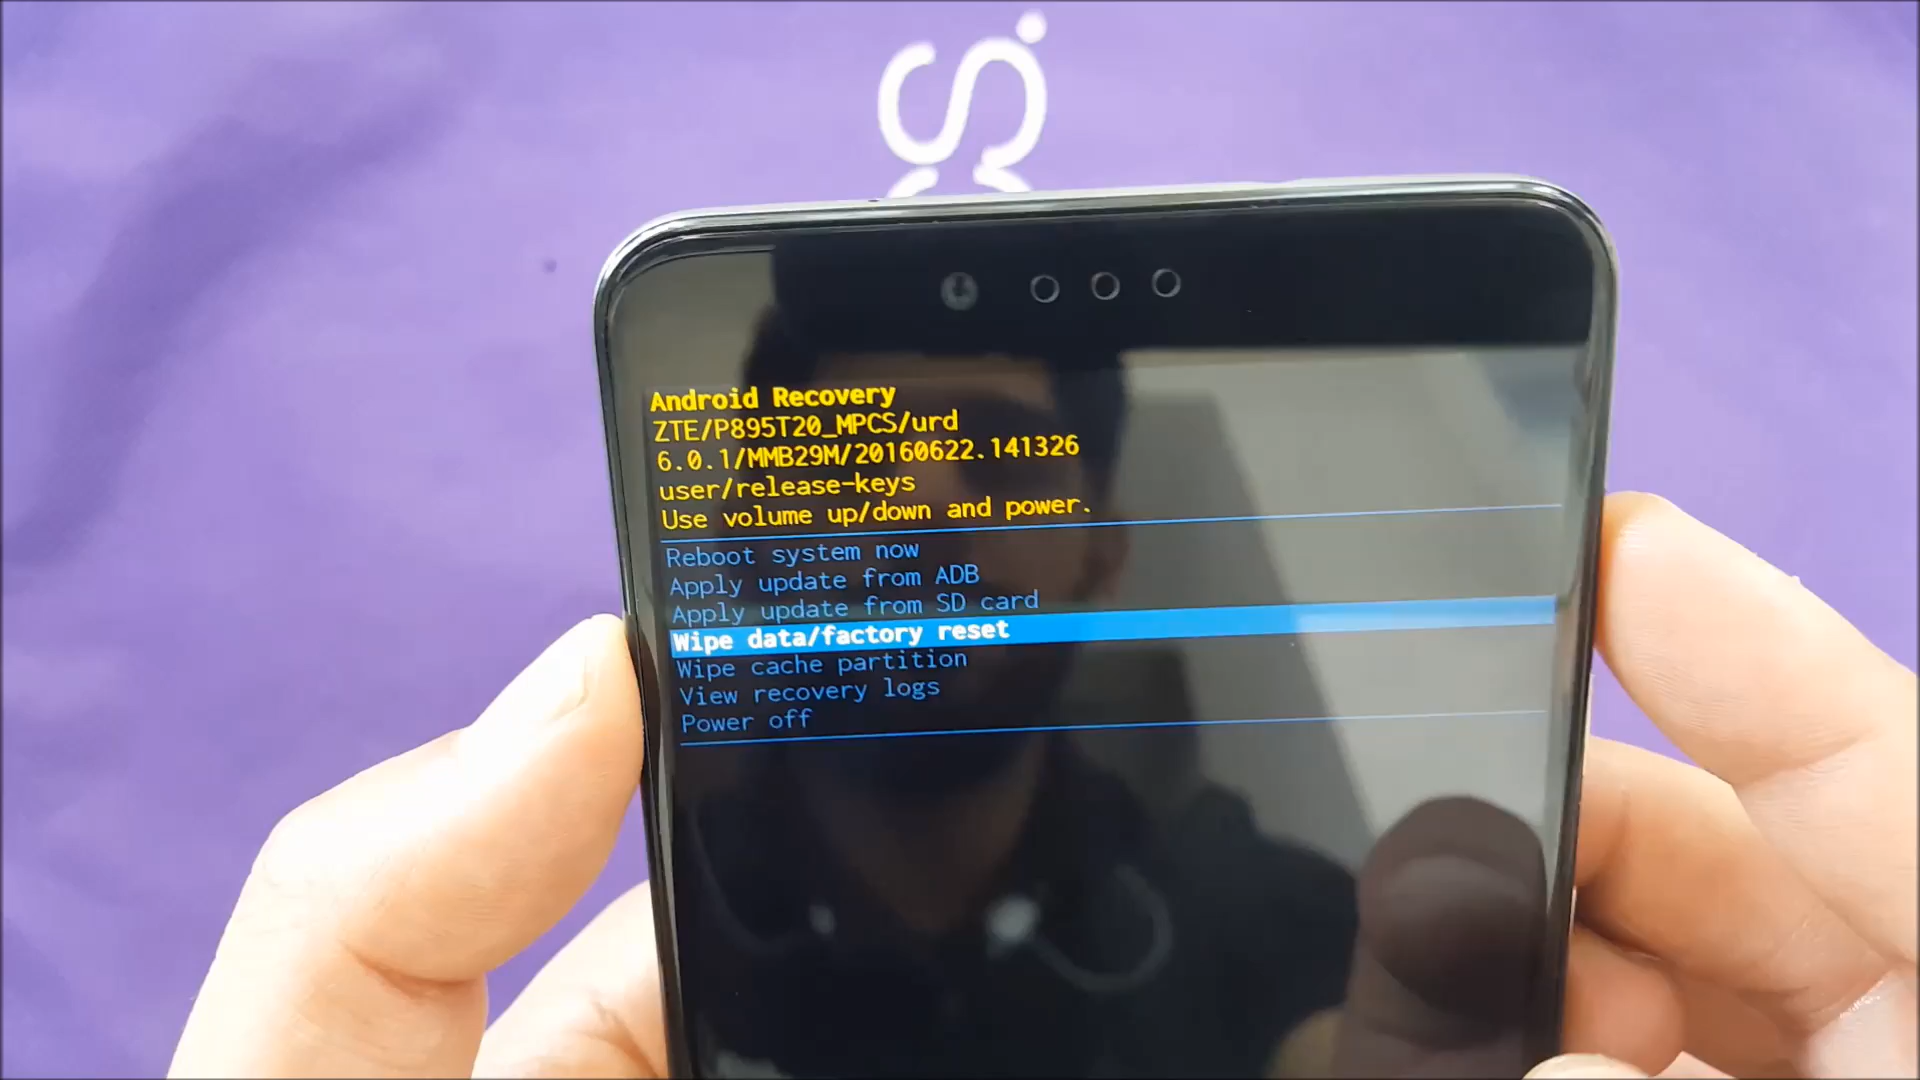 Android Recovery
ZTE/P895T20_MPCS/urd
6.0.1/MMB29M/20160622.141326
user/release-keys
Use volume up/down and power.
Reboot system now
Apply update from ADB
Apply update from SD card
Wipe data/factory reset
Wipe cache partition
View recovery logs
Power off